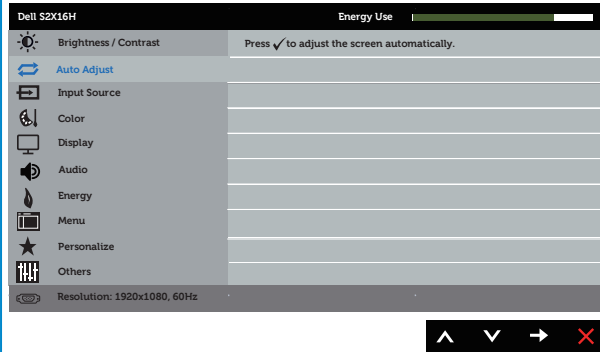 Dell S2X16H Energy Use
Brightness / Contrast Press ✓ to adjust the screen automatically.
Auto Adjust
Input Source
Color
Display
Audio
Energy
Menu
Personalize
Others
Resolution: 1920x1080, 60Hz